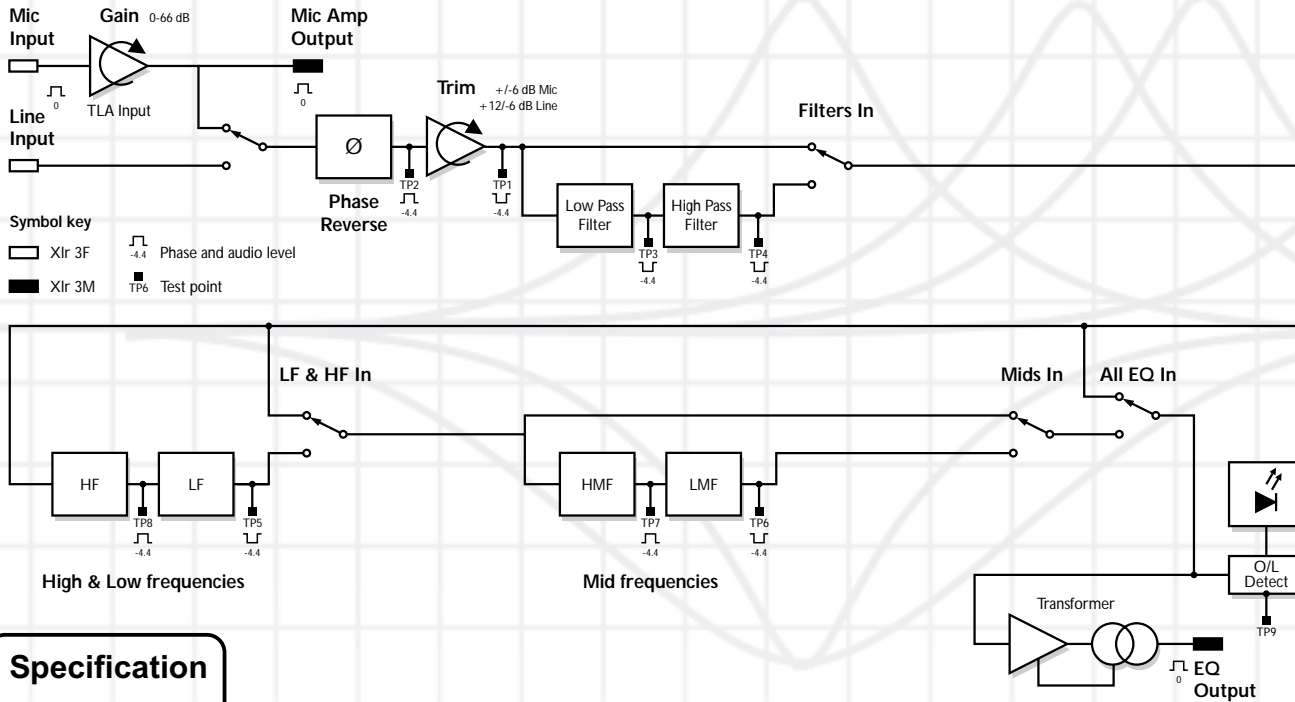 Mic Input
Gain 0-66 dB
Mic Amp Output
0
TLA Input
0
Line Input
Trim +/-6 dB Mic
+12/-6 dB Line
Filters In
Ø
Phase Reverse
TP2
-4.4
TP1
-4.4
Low Pass Filter
High Pass Filter
TP3
-4.4
TP4
-4.4
Symbol key
Xlr 3F
-4.4 Phase and audio level
Xlr 3M
TP6 Test point
LF & HF In
Mids In
All EQ In
HF
LF
HMF
LMF
TP8
-4.4
TP5
-4.4
TP7
-4.4
TP6
-4.4
High & Low frequencies
Mid frequencies
O/L Detect
TP9
Transformer
0
EQ Output
Specification